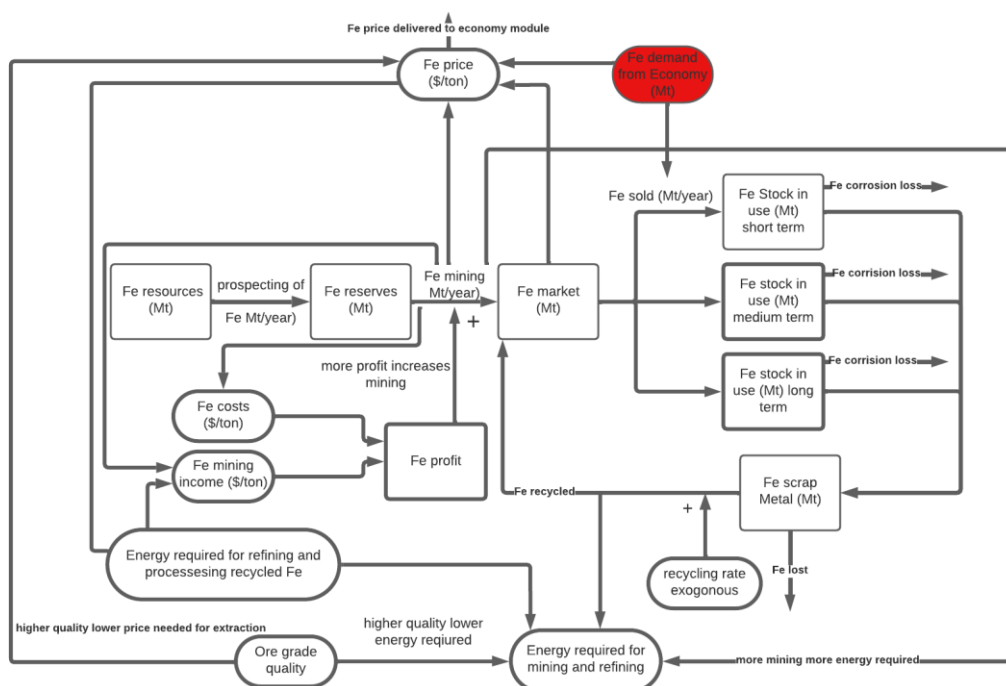 Fe price delivered to economy module
Fe price
($/ton)
Fe demand
from Economy
(Mt)
Fe sold (Mt/year)
Fe Stock in
use (Mt)
short term
Fe corrosion loss
Fe resources
(Mt)
prospecting of
Fe Mt/year)
Fe reserves
(Mt)
Fe mining
Mt/year)
+
Fe market
(Mt)
Fe stock in
use (Mt)
medium term
Fe corrision loss
more profit increases
mining
Fe stock in
use (Mt) long
term
Fe corrision loss
Fe costs
($/ton)
Fe mining
income ($/ton)
Fe profit
Fe recycled
+
Fe scrap
Metal (Mt)
Fe lost
recycling rate
exogonous
Energy required for refining and
processesing recycled Fe
higher quality lower price needed for extraction
Ore grade
quality
higher quality lower
energy reqiured
Energy required for
mining and refining
more mining more energy required